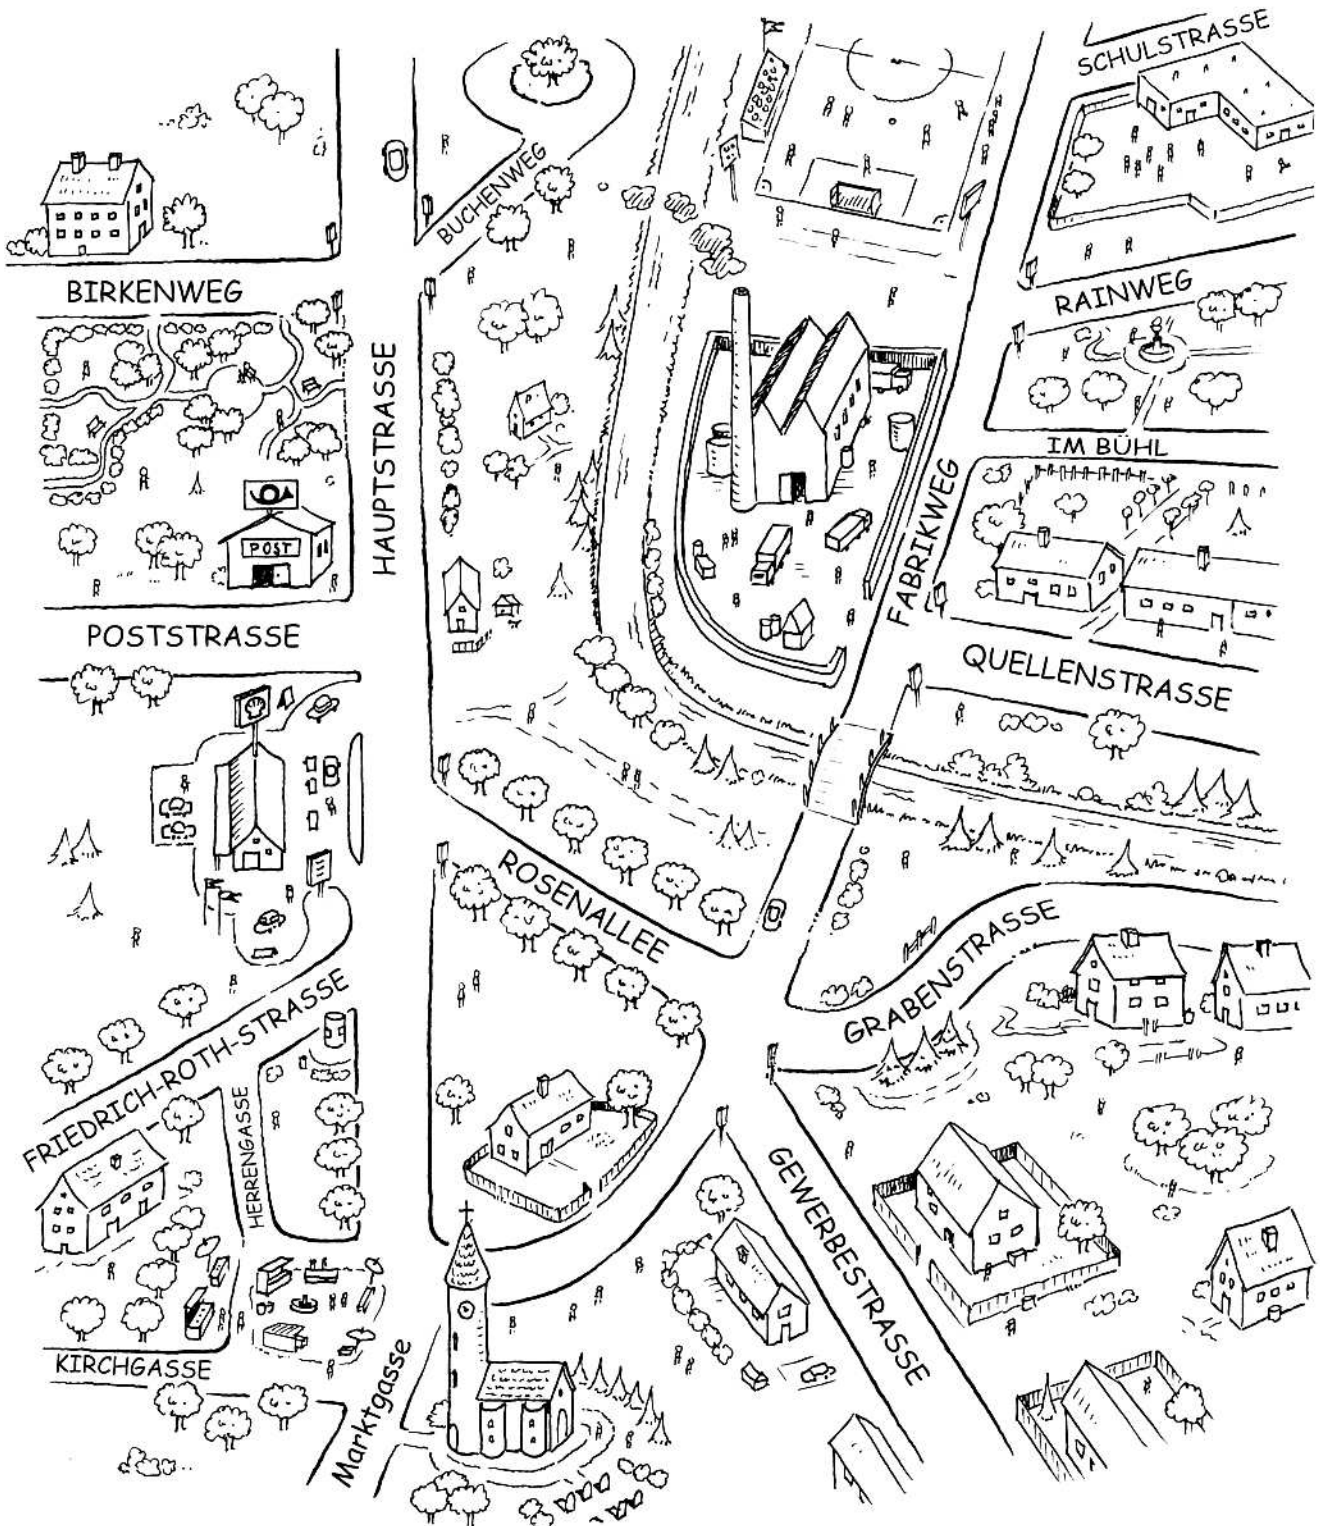 SCHULSTRASSE
BUCHENWEG
BIRKENWEG
RAINWEG
HAUPTSTRASSE
IM BÜHL
FABRIKWEG
POST
POSTSTRASSE
QUELLENSTRASSE
ROSENALLEE
GRABENSTRASSE
FRIEDRICH-ROTH-STRASSE
HERRENGASSE
GEWERBESTRASSE
KIRCHGASSE
Marktgasse